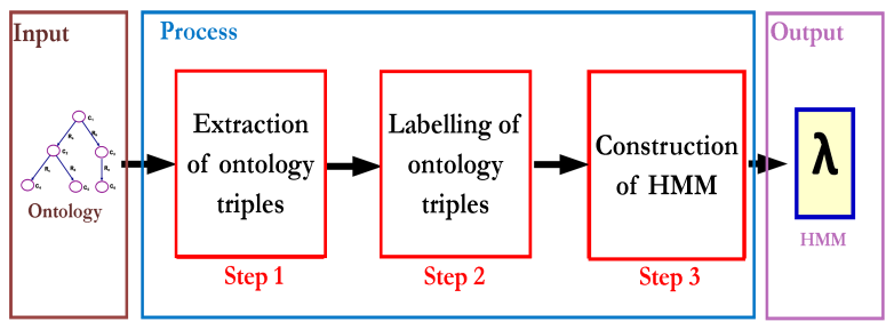 Input
Process
Output
Extraction
of ontology
triples
Labelling of
ontology
triples
Construction
of HMM
λ
Ontology
HMM
Step 1
Step 2
Step 3